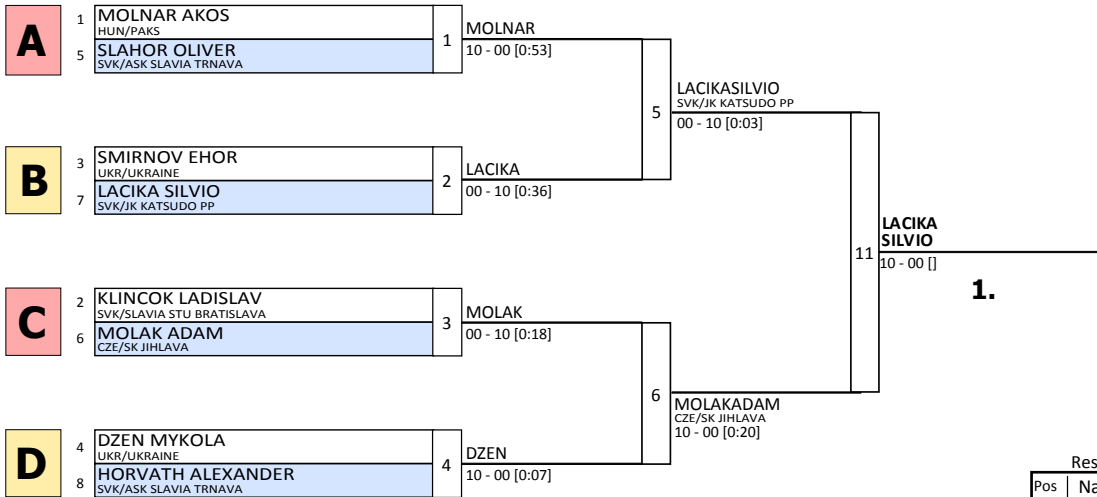 A
1 MOLNAR AKOS
HUN/PAKS
5 SLAHOR OLIVER
SVK/ASK SLAVIA TRNAVA
1
MOLNAR
10 - 00 [0:53]
B
3 SMIRNOV EHOR
UKR/UKRAINE
7 LACIKA SILVIO
SVK/JK KATSUDO PP
2
LACIKA
00 - 10 [0:36]
5
LACIKASILVIO
SVK/JK KATSUDO PP
00 - 10 [0:03]
C
2 KLINCOK LADISLAV
SVK/SLAVIA STU BRATISLAVA
6 MOLAK ADAM
CZE/SK JIHLAVA
3
MOLAK
00 - 10 [0:18]
D
4 DZEN MYKOLA
UKR/UKRAINE
8 HORVATH ALEXANDER
SVK/ASK SLAVIA TRNAVA
4
DZEN
10 - 00 [0:07]
6
MOLAKADAM
CZE/SK JIHLAVA
10 - 00 [0:20]
11
LACIKA
SILVIO
10 - 00 []
1.
Res
Pos Na